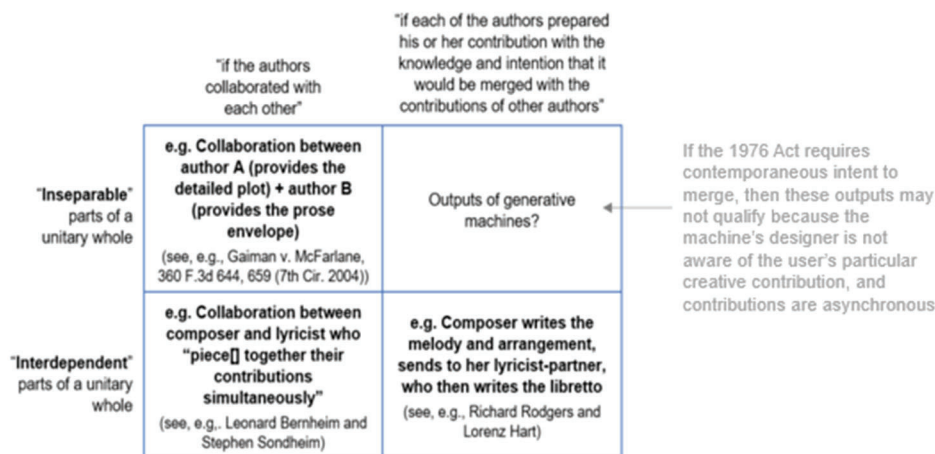 "if the authors
collaborated with
each other"
"if each of the authors prepared
his or her contribution with the
knowledge and intention that it
would be merged with the
contributions of other authors"
"Inseparable"
parts of a
unitary whole
e.g. Collaboration between
author A (provides the
detailed plot) + author B
(provides the prose
envelope)
(see, e.g., Gaiman v. McFarlane,
360 F.3d 644, 659 (7th Cir. 2004))
Outputs of generative
machines?
If the 1976 Act requires
contemporaneous intent to
merge, then these outputs may
not qualify because the
machine's designer is not
aware of the user's particular
creative contribution, and
contributions are asynchronous
"Interdependent"
parts of a unitary
whole
e.g. Collaboration between
composer and lyricist who
"piece[] together their
contributions
simultaneously"
(see, e.g,. Leonard Bernheim and
Stephen Sondheim)
e.g. Composer writes the
melody and arrangement,
sends to her lyricist-partner,
who then writes the libretto
(see, e.g., Richard Rodgers and
Lorenz Hart)